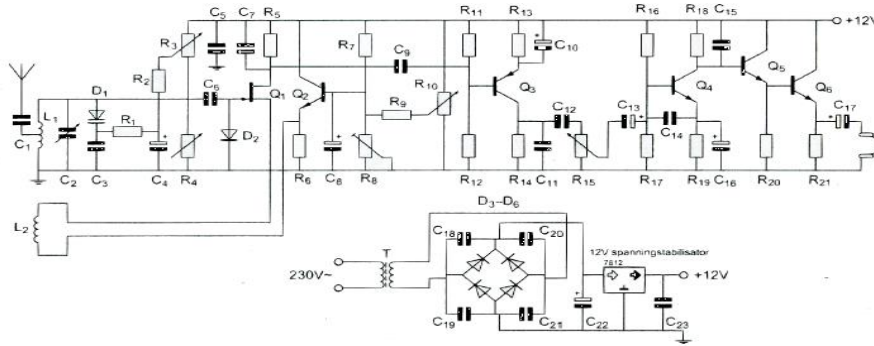 C5 C7 R5 R11 R13 R16 R18 C15
+12V
R3 R7 C9 C10
R2 R10 Q5
D1 C6 Q1 Q2 R9 Q3 Q4 Q6
L1 R1 C12 C13 C17
C1 D2 C14
C2 C3 C4 R4 R6 C8 R8 R12 R14 C11 R15 R17 R19 C16 R20 R21
L2
D3-D6
C18 C20
12V spanningstabilisator
T 7812
230V~ +12V
C19 C21 C22 C23